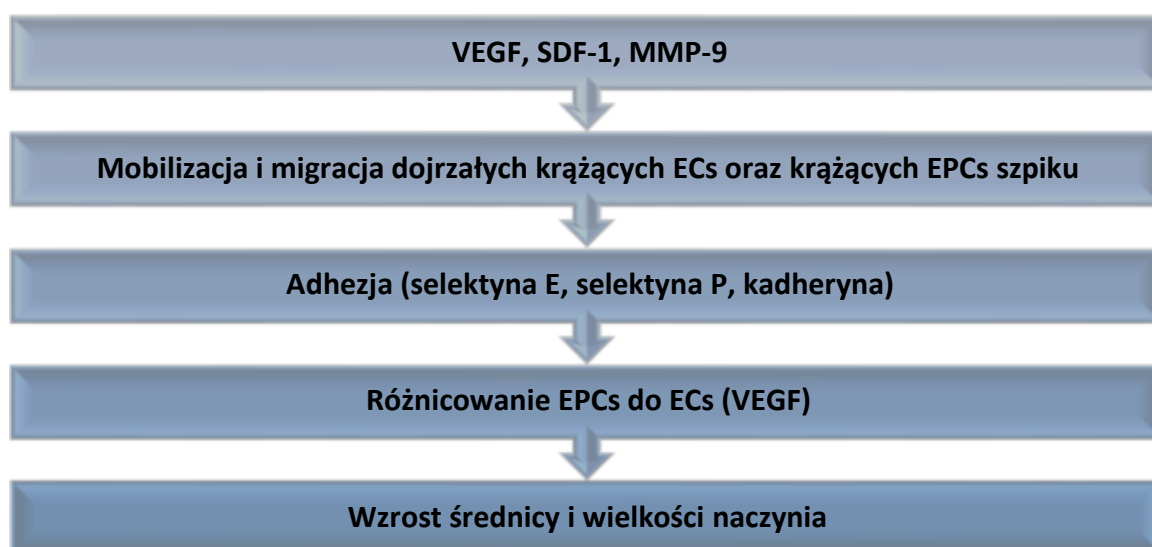 VEGF, SDF-1, MMP-9
Mobilizacja i migracja dojrzałych krążących ECs oraz krążących EPCs szpiku
Adhezja (selektyna E, selektyna P, kadheryna)
Różnicowanie EPCs do ECs (VEGF)
Wzrost średnicy i wielkości naczynia